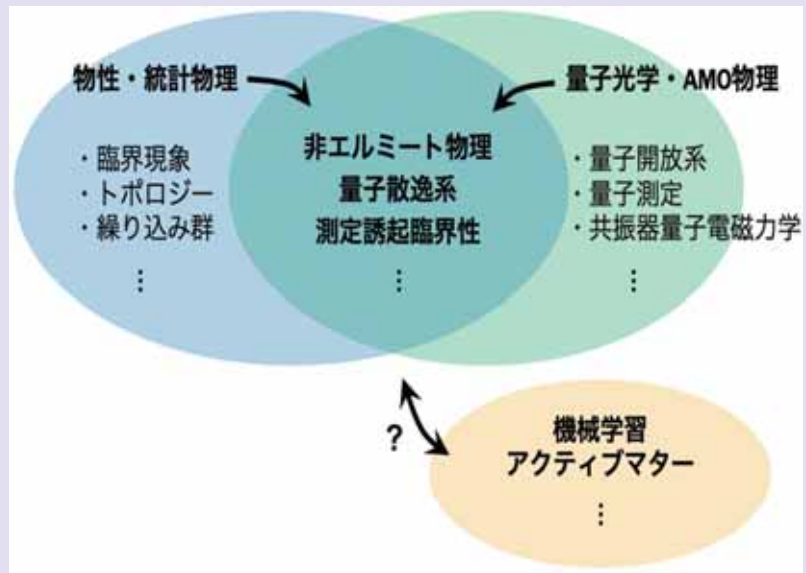 物性・統計物理
・臨界現象
・トポロジー
・繰り込み群
⋮
非エルミート物理
量子散逸系
測定誘起臨界性
⋮
量子光学・AMO物理
・量子開放系
・量子測定
・共振器量子電磁力学
⋮
?
機械学習
アクティブマター
⋮